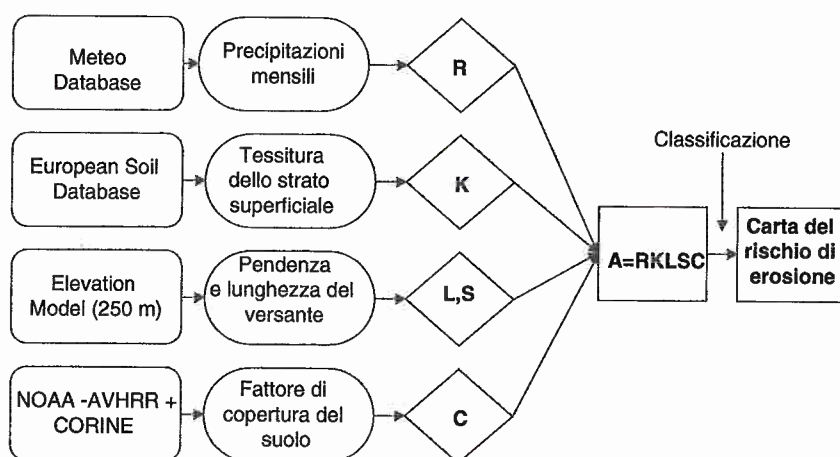 Meteo
Database
Precipitazioni
mensili
R
European Soil
Database
Tessitura
dello strato
superficiale
K
Elevation
Model (250 m)
Pendenza
e lunghezza del
versante
L,S
NOAA -AVHRR +
CORINE
Fattore di
copertura del
suolo
C
A=RKLSC
Classificazione
Carta del
rischio di
erosione